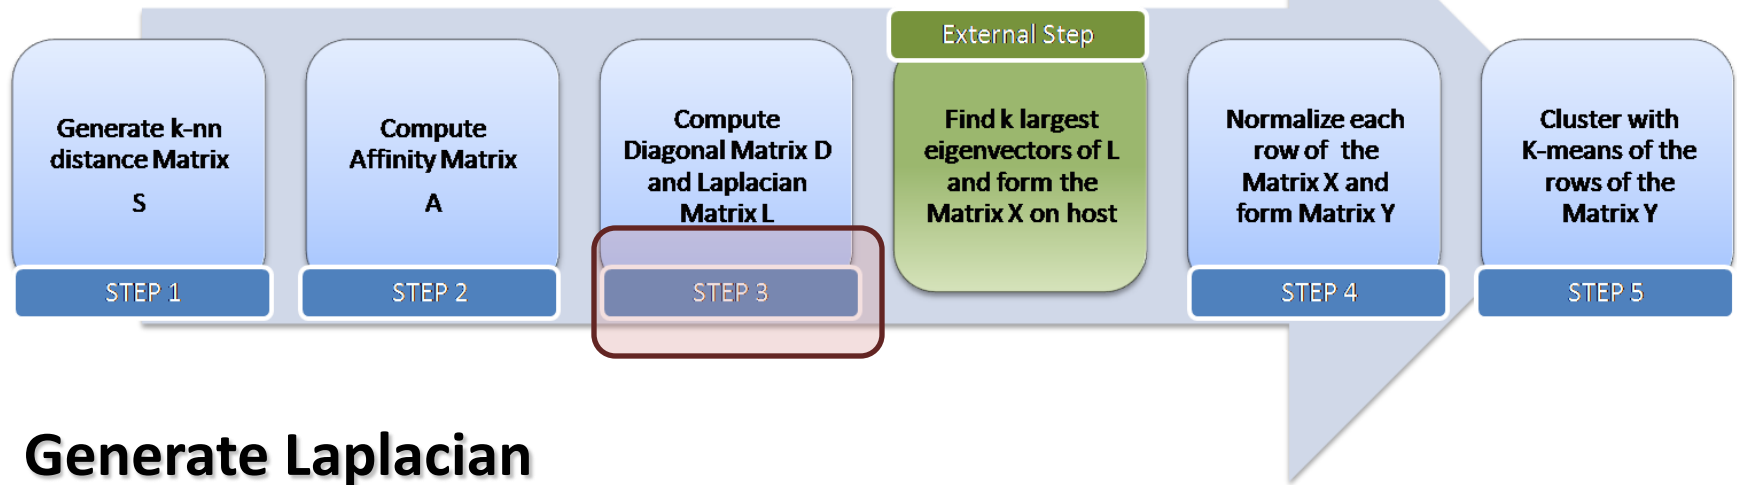 Generate k-nn
distance Matrix
S
STEP 1
Compute
Affinity Matrix
A
STEP 2
Compute
Diagonal Matrix D
and Laplacian
Matrix L
STEP 3
External Step
Find k largest
eigenvectors of L
and form the
Matrix X on host
Normalize each
row of the
Matrix X and
form Matrix Y
STEP 4
Cluster with
K-means of the
rows of the
Matrix Y
STEP 5
Generate Laplacian